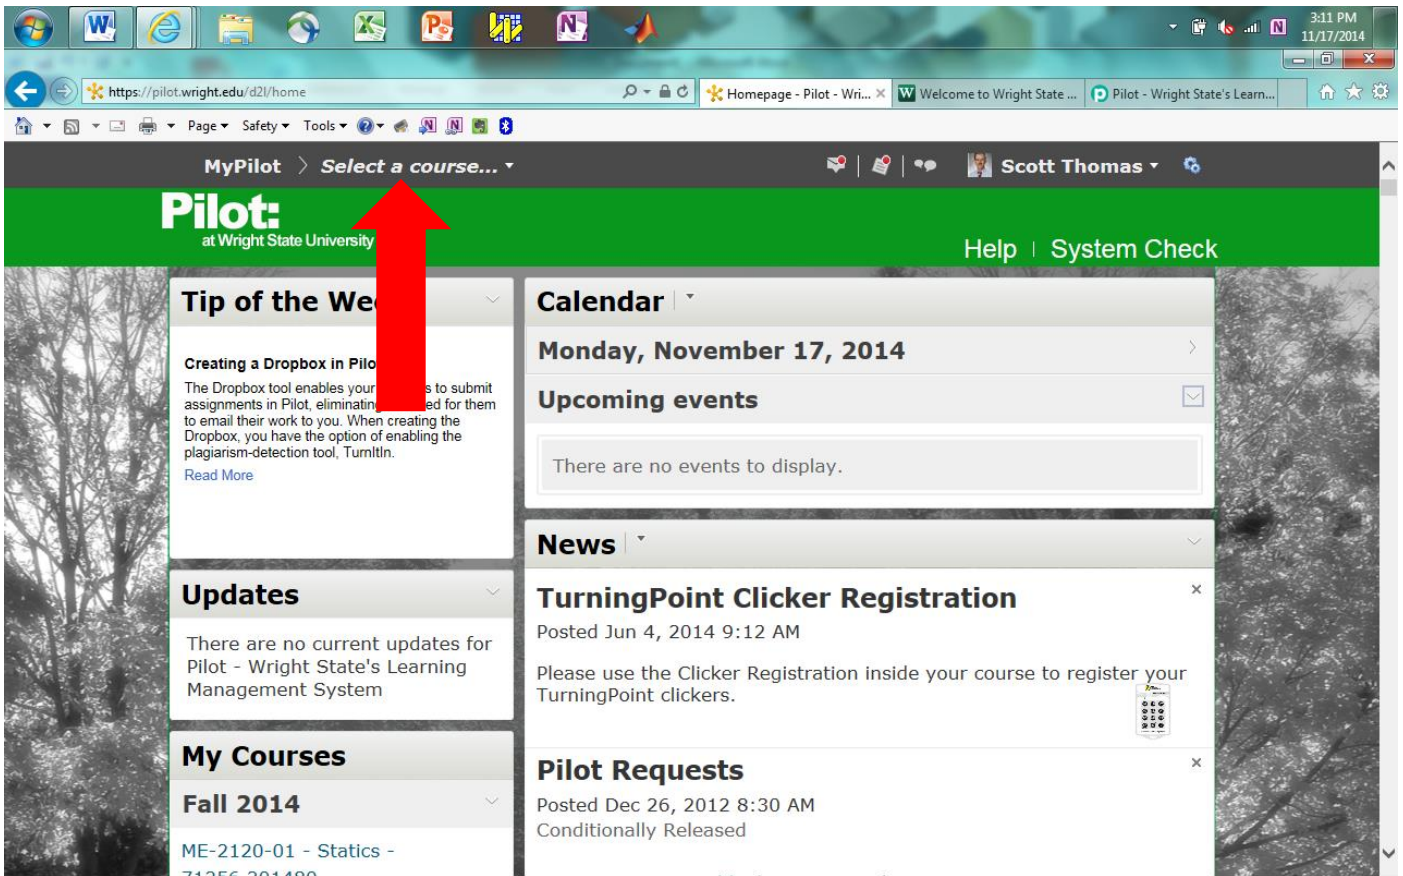 3:11 PM
11/17/2014
https://pilot.wright.edu/d2l/home
Homepage - Pilot - Wri...
Welcome to Wright State ...
Pilot - Wright State's Learn...
Page Safety Tools
MyPilot Select a course...
Scott Thomas
Pilot:
at Wright State University
Help System Check
Tip of the
Creating a Dropbox in
The Dropbox tool enables to submit
assignments in Pilot, eliminating for them
to email their work to you. When creating the
Dropbox, you have the option of enabling the
plagiarism-detection tool, TurnItIn.
Read More
Calendar
Monday, November 17, 2014
Upcoming events
There are no events to display.
Updates
There are no current updates for
Pilot - Wright State's Learning
Management System
News
TurningPoint Clicker Registration
Posted Jun 4, 2014 9:12 AM
Please use the Clicker Registration inside your course to register your
TurningPoint clickers.
Pilot Requests
Posted Dec 26, 2012 8:30 AM
Conditionally Released
My Courses
Fall 2014
ME-2120-01 - Statics -